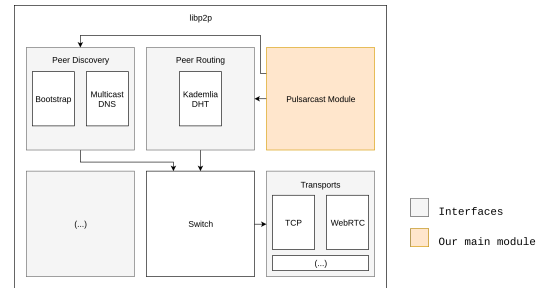 libp2p
Peer Discovery
Bootstrap
Multicast
DNS
Peer Routing
Kademlia
DHT
Pulsarcast Module
(...)
Switch
Transports
TCP
WebRTC
(...)
Interfaces
Our main module